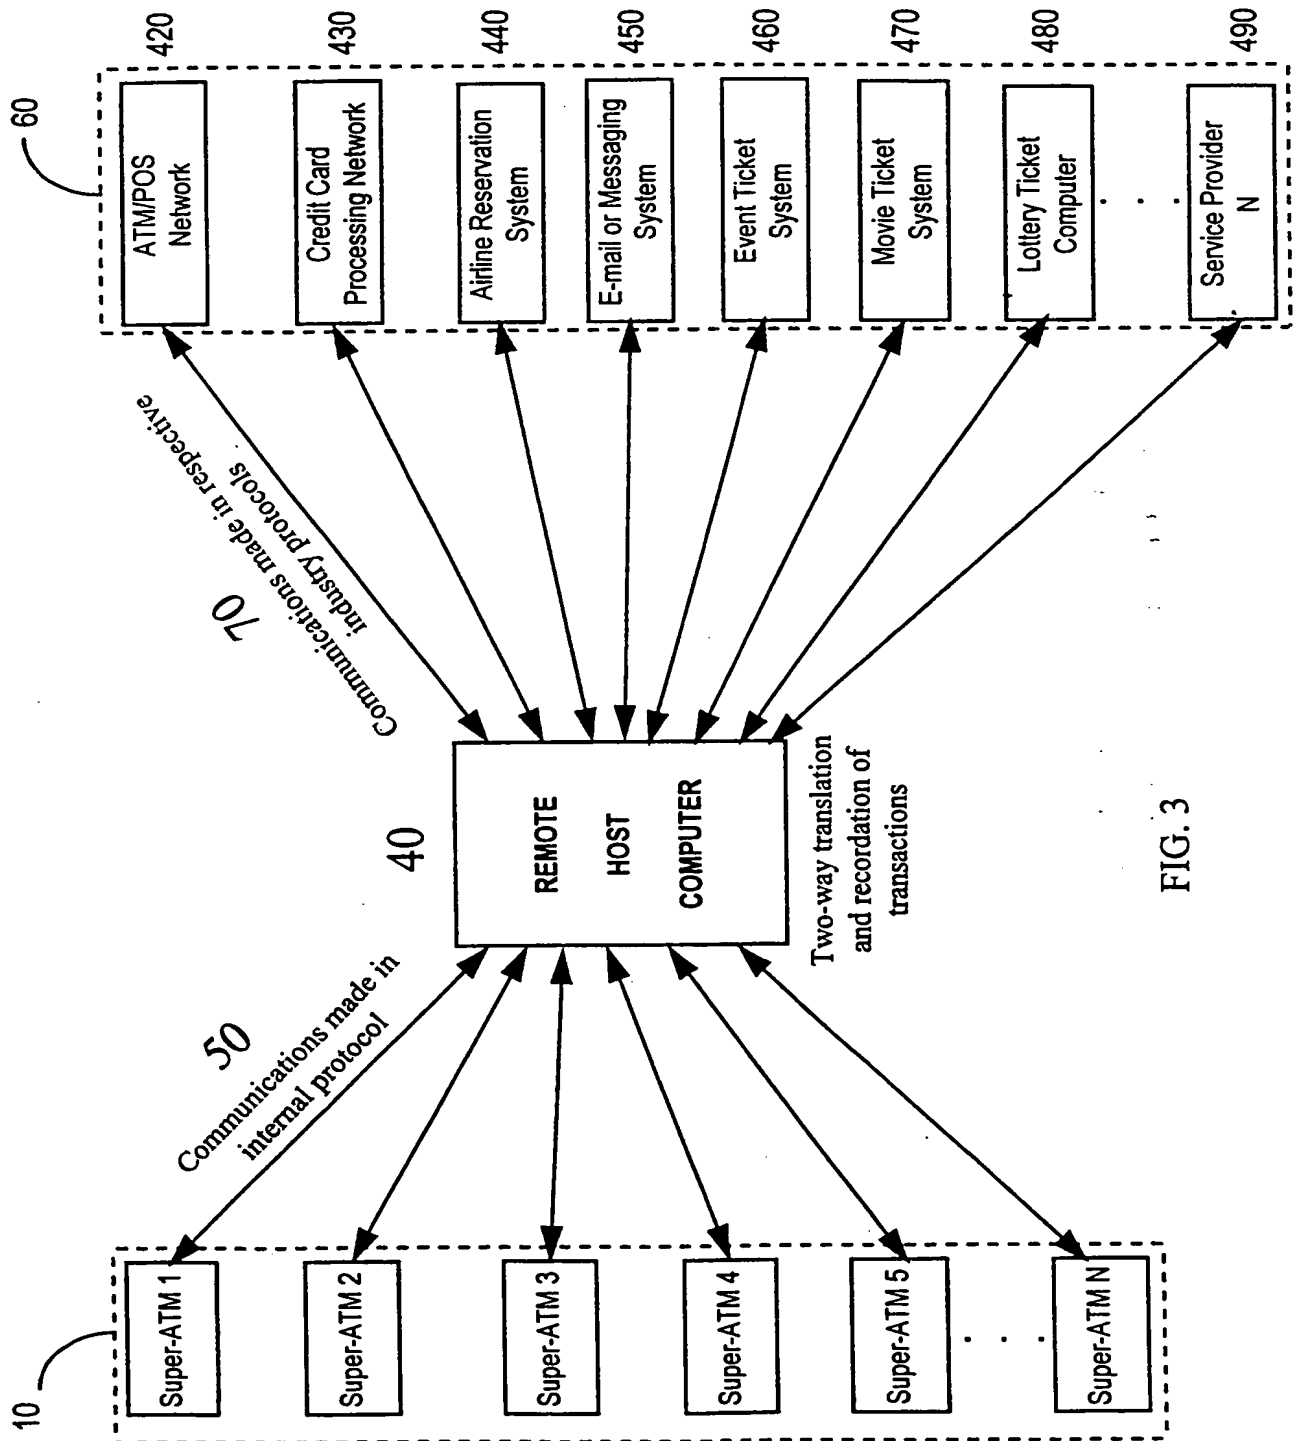 10
Super-ATM 1
Super-ATM 2
Super-ATM 3
Super-ATM 4
Super-ATM 5
Super-ATM N
50
Communications made in
internal protocol
40
REMOTE
HOST
COMPUTER
Two-way translation
and recordation of
transactions
70
Communications made in respective
industry protocols
60
ATM/POS
Network
420
Credit Card
Processing Network
430
Airline Reservation
System
440
E-mail or Messaging
System
450
Event Ticket
System
460
Movie Ticket
System
470
Lottery Ticket
Computer
480
Service Provider
N
490
FIG. 3